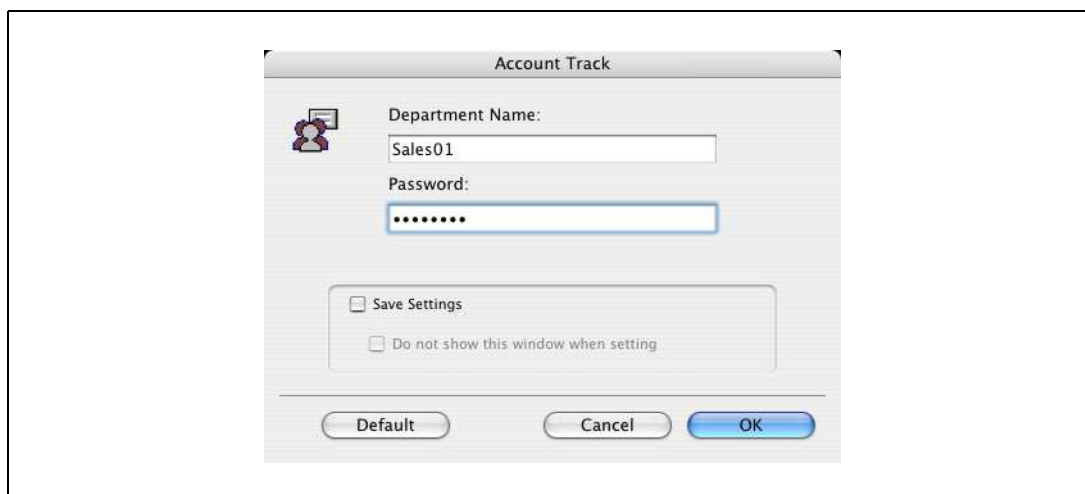 Account Track
Department Name:
Sales01
Password:
••••••••
Save Settings
Do not show this window when setting
Default Cancel OK